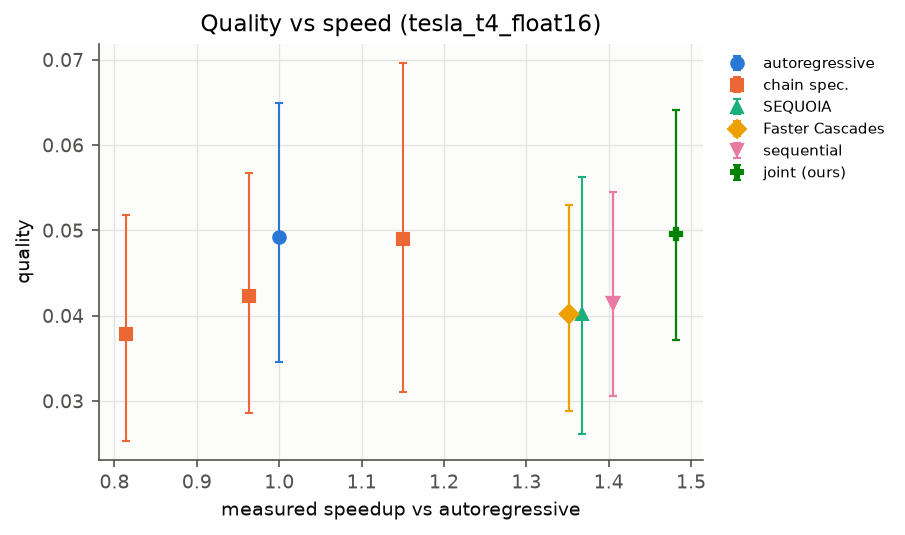 Quality vs speed (tesla_t4_float16)
0.07
0.06
0.05
0.04
0.03
quality
0.8 0.9 1.0 1.1 1.2 1.3 1.4 1.5
measured speedup vs autoregressive
autoregressive
chain spec.
SEQUOIA
Faster Cascades
sequential
joint (ours)